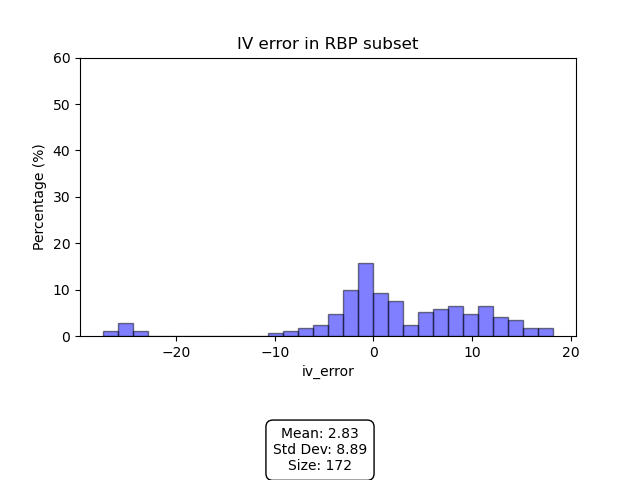 IV error in RBP subset
60
50
40
30
20
10
0
Percentage (%)
−20
−10
0
10
20
iv_error
Mean: 2.83
Std Dev: 8.89
Size: 172